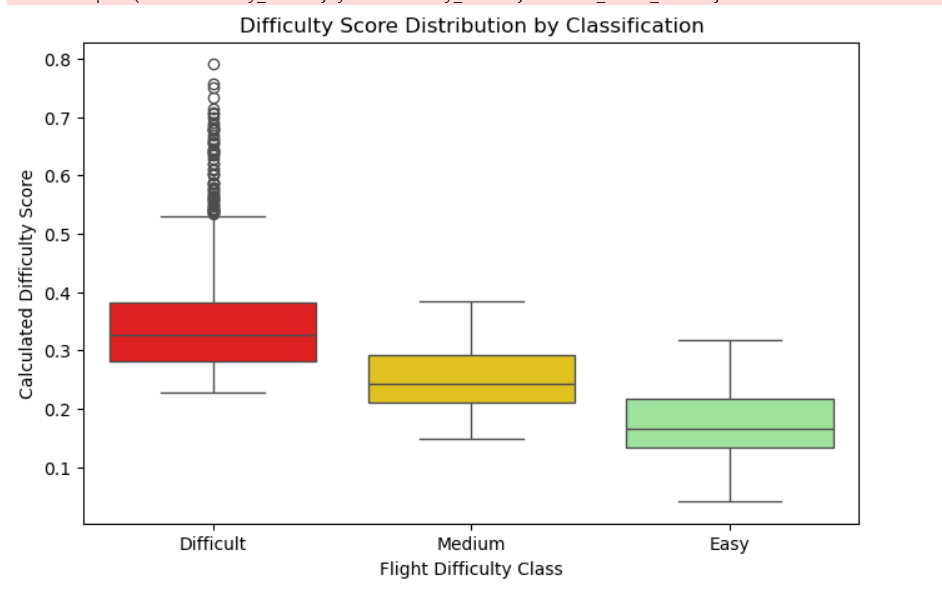 Difficulty Score Distribution by Classification
0.8
0.7
0.6
0.5
0.4
0.3
0.2
0.1
Calculated Difficulty Score
Difficult Medium Easy
Flight Difficulty Class